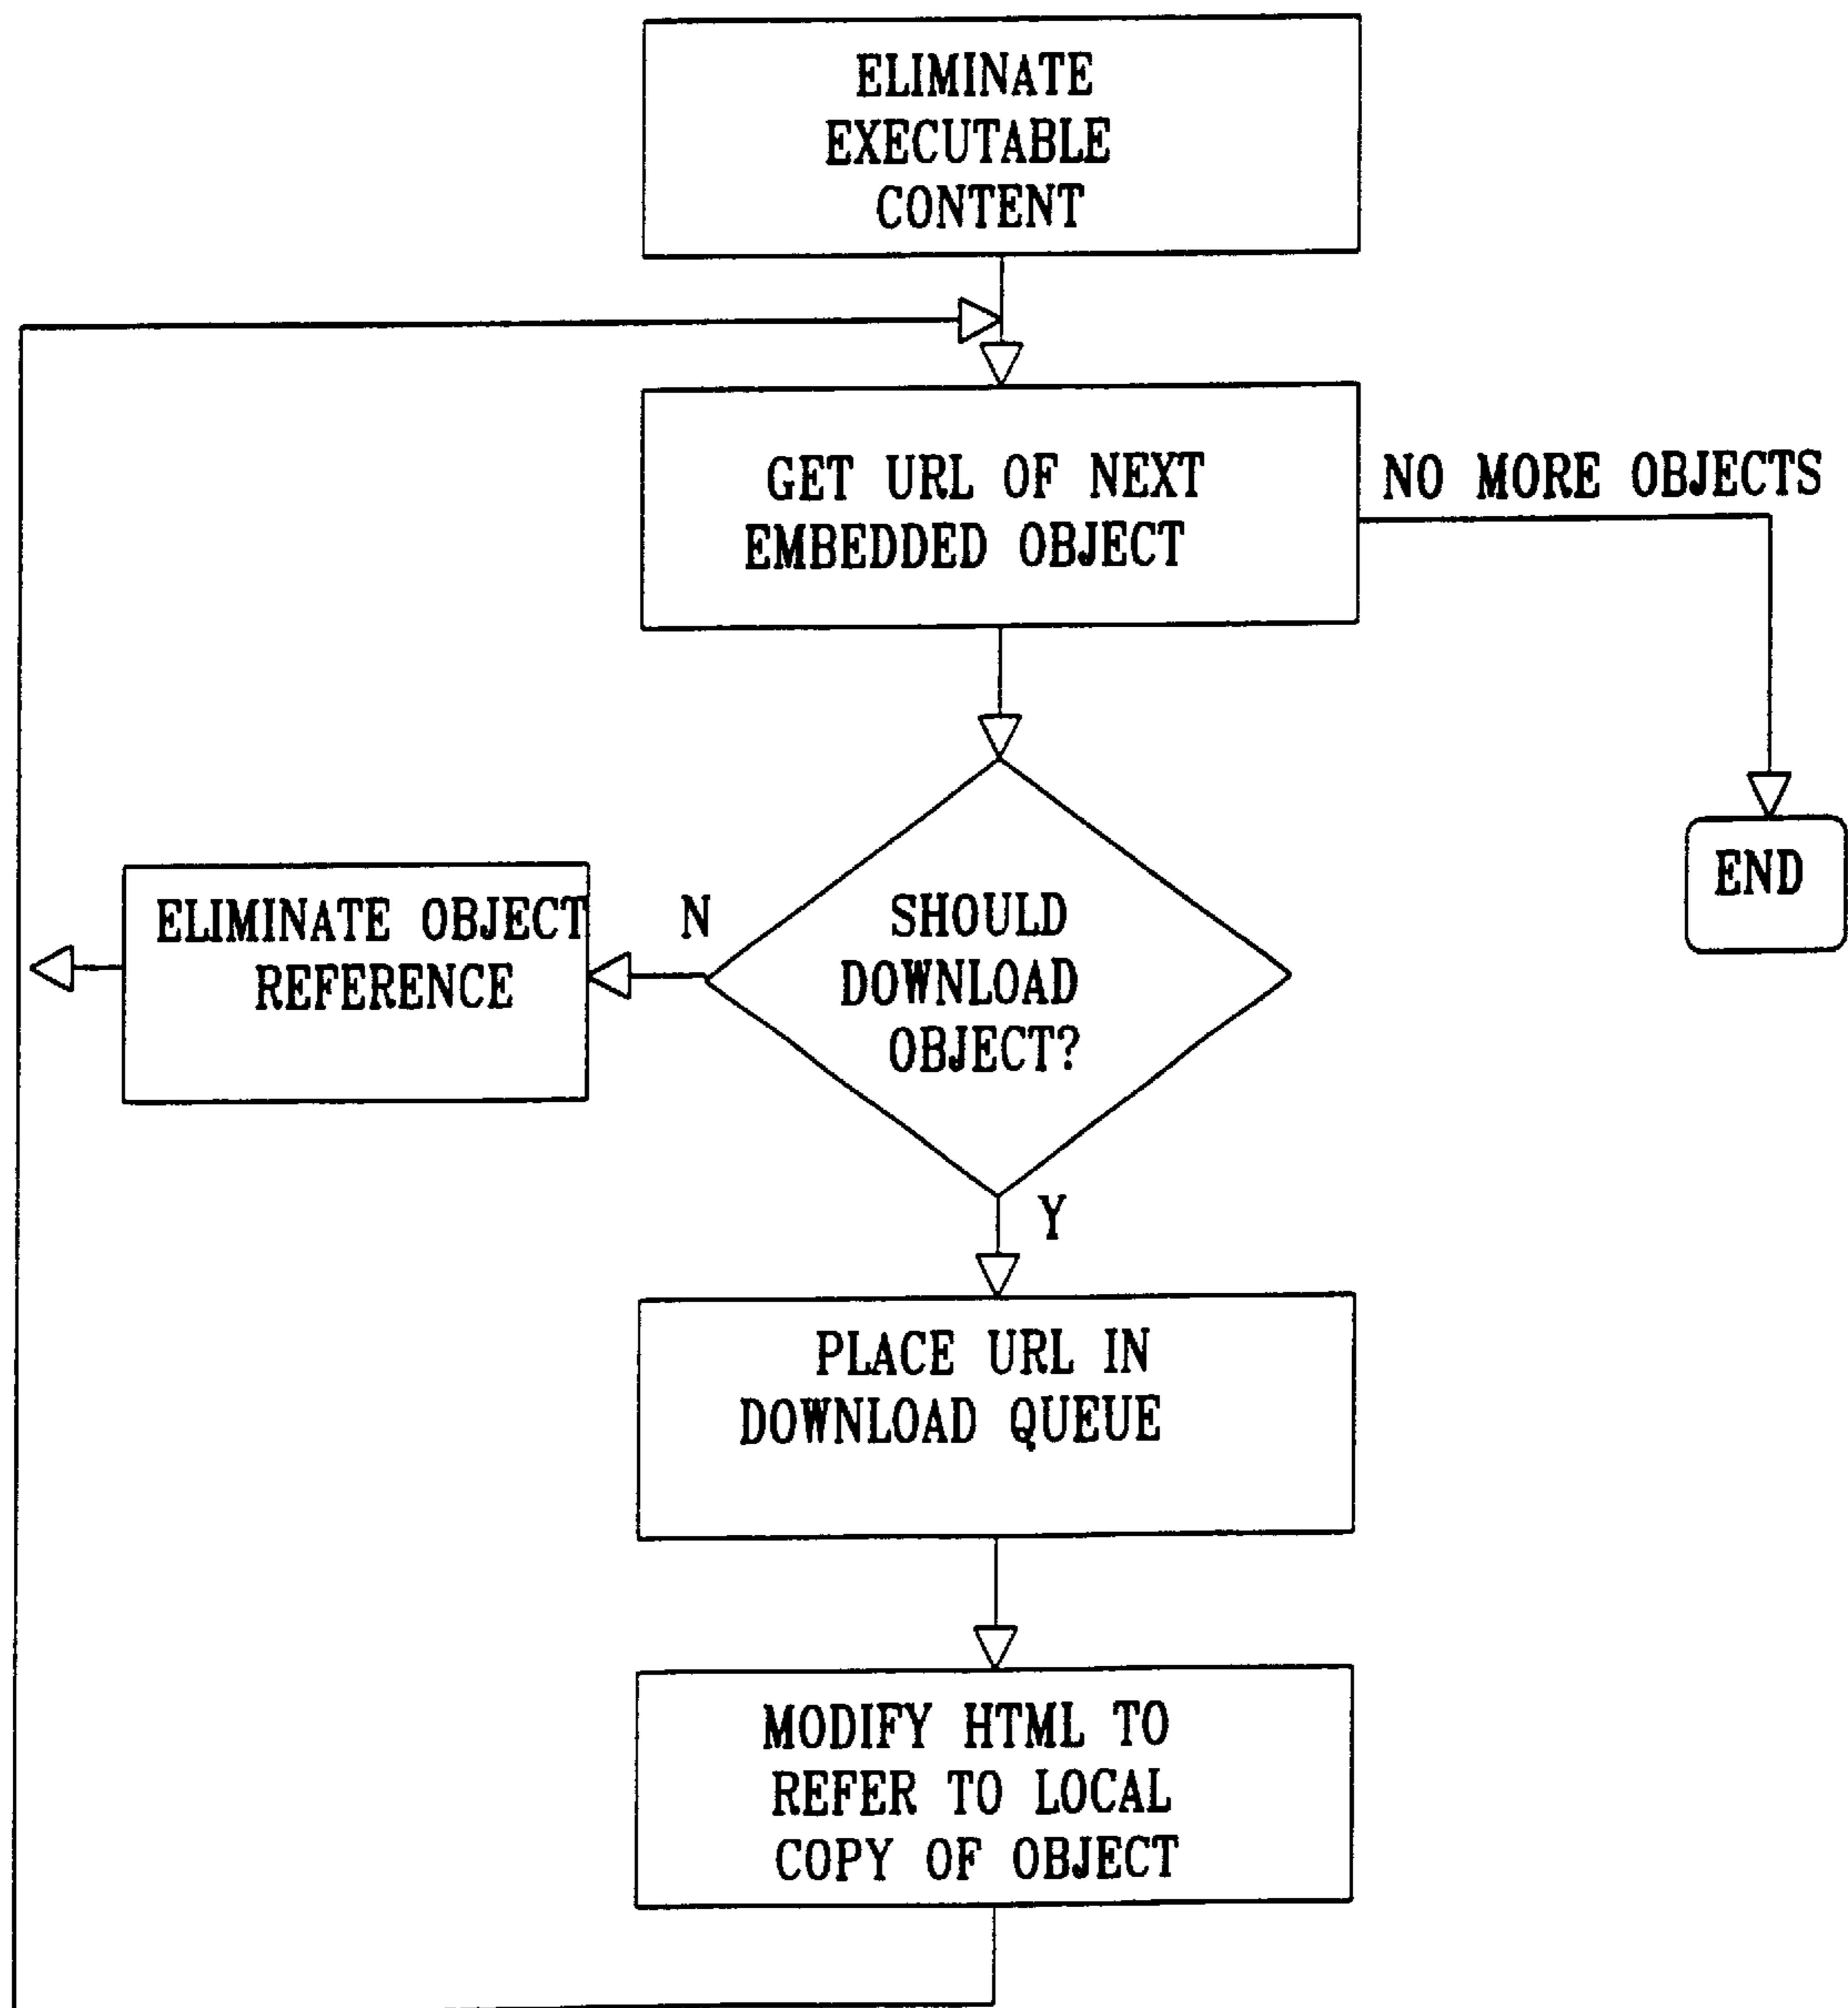 ELIMINATE
EXECUTABLE
CONTENT
GET URL OF NEXT
EMBEDDED OBJECT
NO MORE OBJECTS
END
ELIMINATE OBJECT
REFERENCE
N
SHOULD
DOWNLOAD
OBJECT?
Y
PLACE URL IN
DOWNLOAD QUEUE
MODIFY HTML TO
REFER TO LOCAL
COPY OF OBJECT